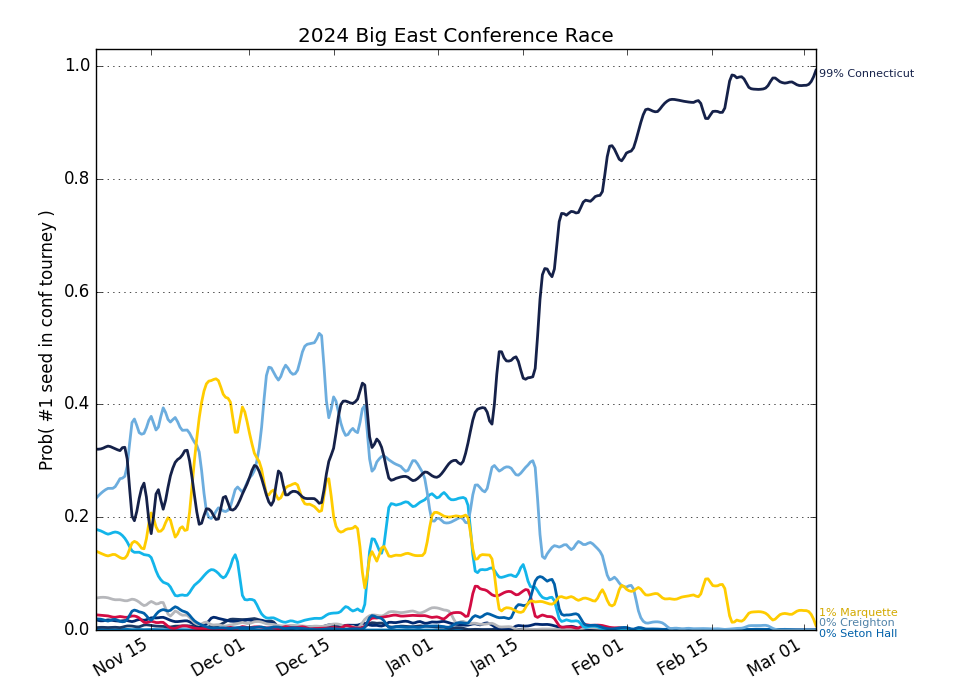 2024 Big East Conference Race
Prob( #1 seed in conf tourney )
1.0
0.8
0.6
0.4
0.2
0.0
Nov 15
Dec 01
Dec 15
Jan 01
Jan 15
Feb 01
Feb 15
Mar 01
99% Connecticut
1% Marquette
0% Creighton
0% Seton Hall